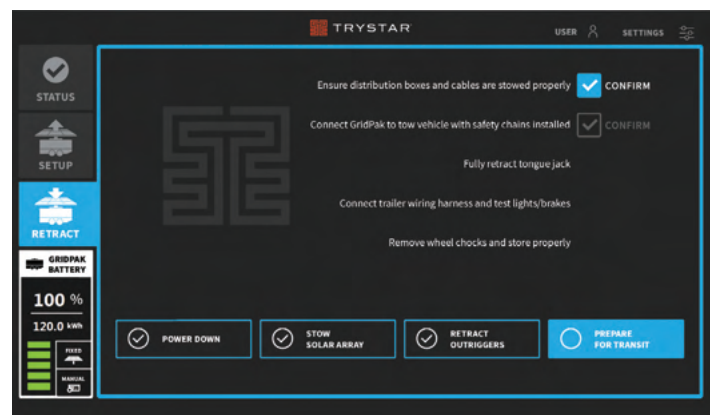 TRYSTAR
USER
SETTINGS
STATUS
SETUP
RETRACT
GRIDPAK
BATTERY
100 %
120.0 kWh
FIXED
MANUAL
Ensure distribution boxes and cables are stowed properly
CONFIRM
Connect GridPak to tow vehicle with safety chains installed
CONFIRM
Fully retract tongue jack
Connect trailer wiring harness and test lights/brakes
Remove wheel chocks and store properly
POWER DOWN
STOW
SOLAR ARRAY
RETRACT
OUTRIGGERS
PREPARE
FOR TRANSIT